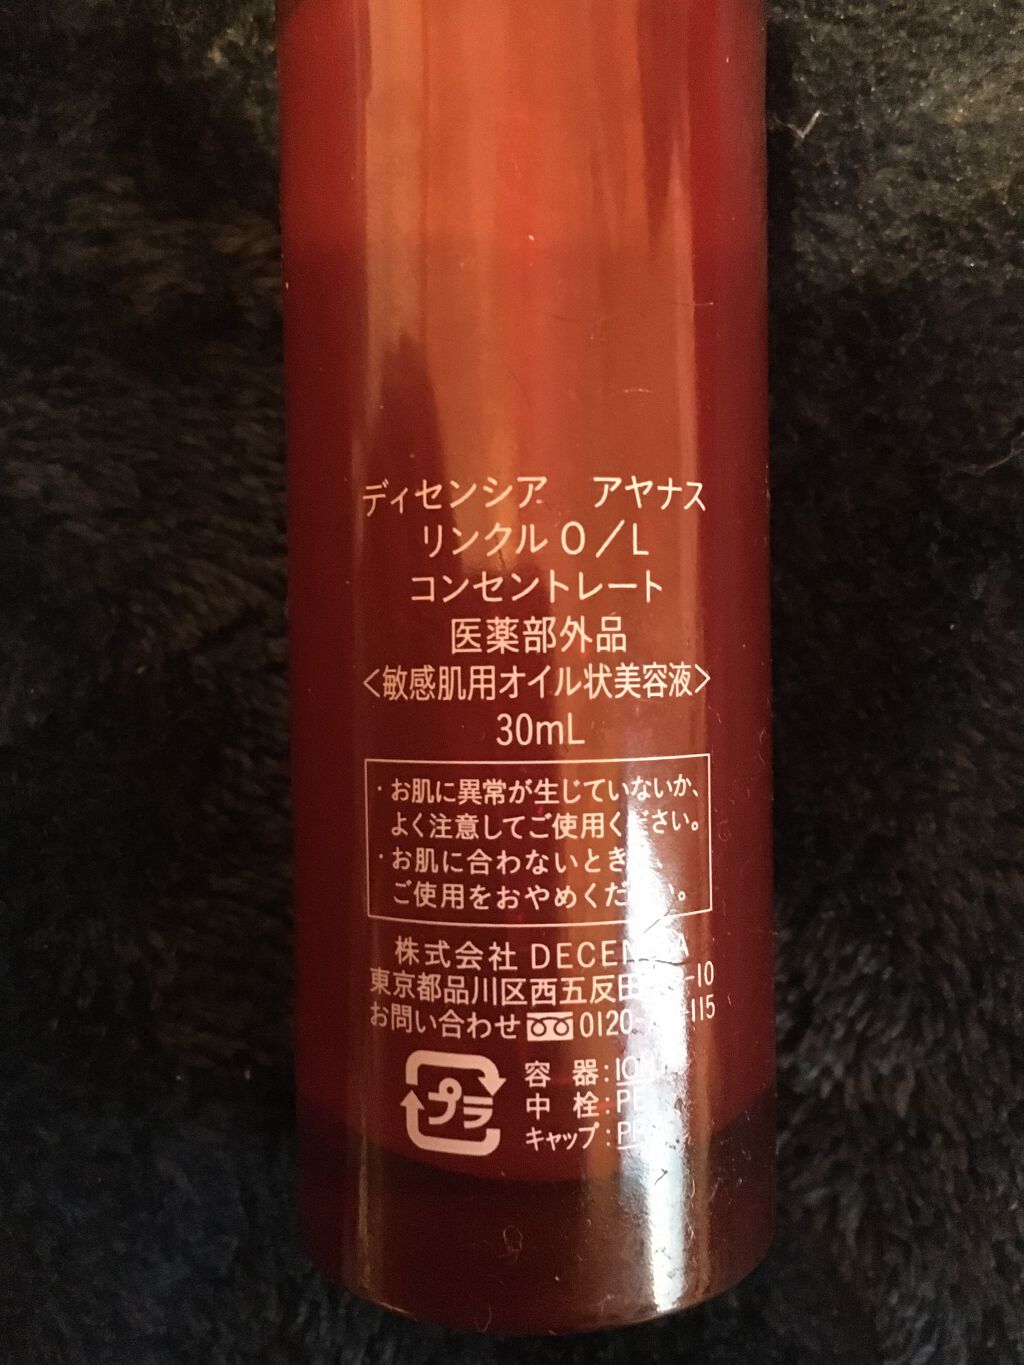 ディセンシア アヤナス
リンクル O/L
コンセントレート
医薬部外品
<敏感肌用オイル状美容液>
30mL
・お肌に異常が生じていないか、
よく注意してご使用ください。
・お肌に合わないとき
ご使用をおやめください。
株式会社
東京都品川区西五反田
お問い合わせ 0120-
プラ
容器:
中栓:
キャップ: